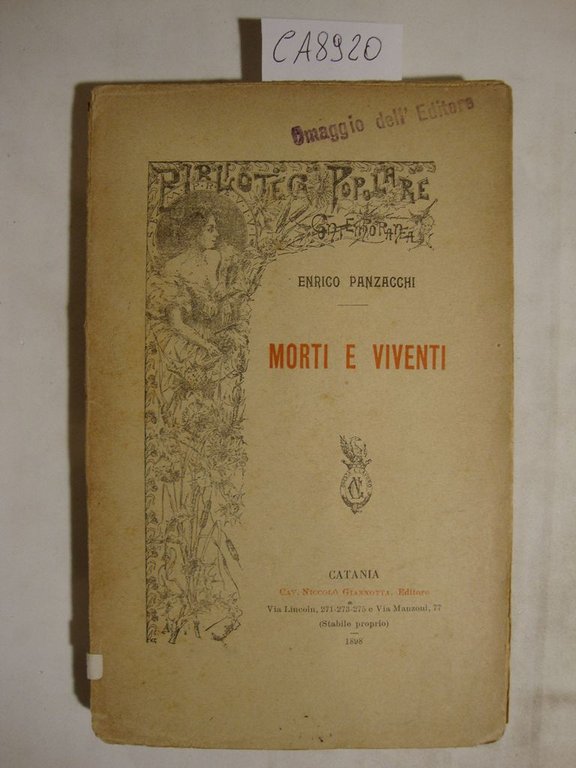 CA8920
Omaggio dell' Editore
BIBLIOTECA POPOLARE
CONTEMPORANEA
ENRICO PANZACCHI
MORTI E VIVENTI
CATANIA
CAV. NICCOLÒ GIANNOTTA, Editore
Via Lincoln, 271-273-275 e Via Manzoni, 77
(Stabile proprio)
1898